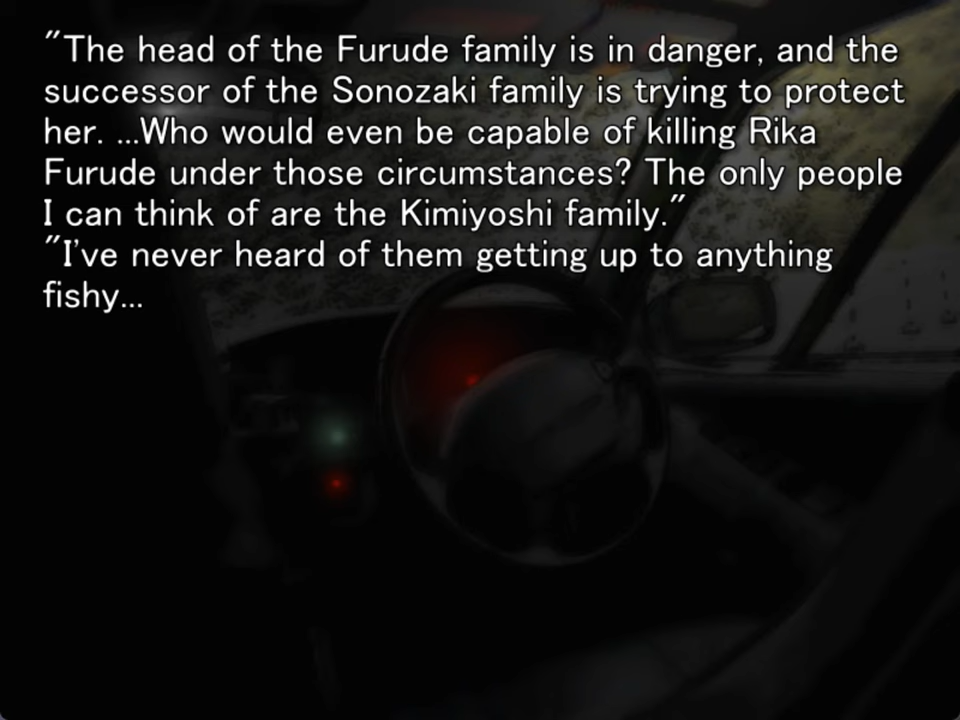 "The head of the Furude family is in danger, and the
successor of the Sonozaki family is trying to protect
her. ...Who would even be capable of killing Rika
Furude under those circumstances? The only people
I can think of are the Kimiyoshi family."
"I've never heard of them getting up to anything
fishy...